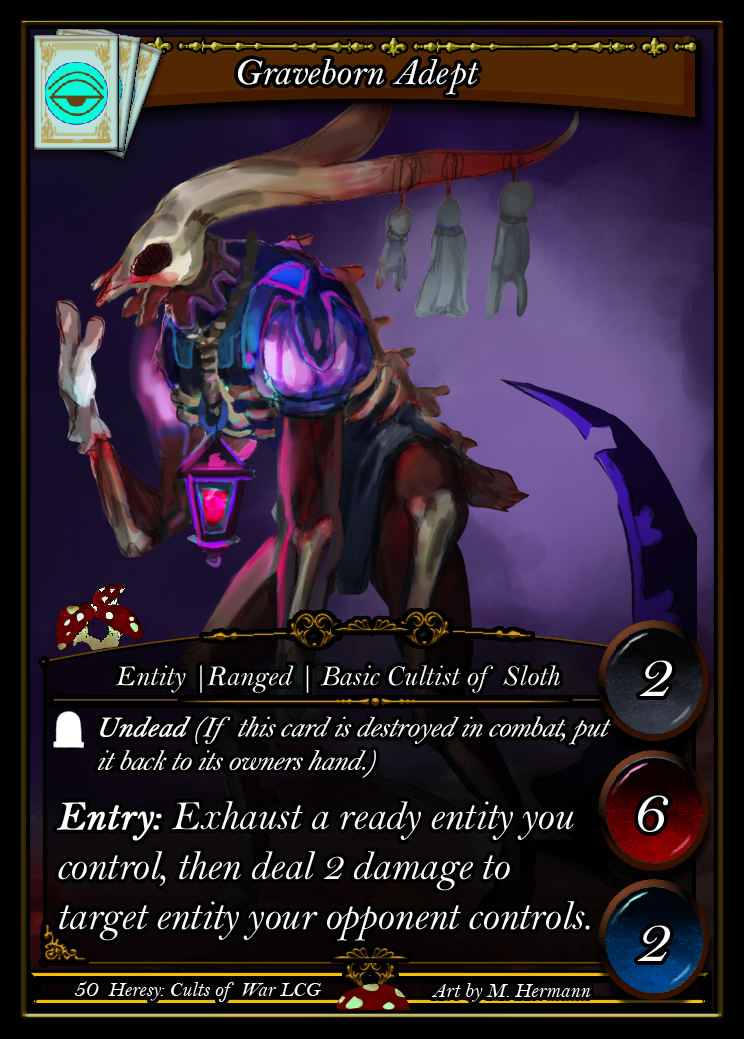 Graveborn Adept
Entity |Ranged | Basic Cultist of Sloth
2
Undead (If this card is destroyed in combat, put
it back to its owners hand.)
6
Entry: Exhaust a ready entity you
control, then deal 2 damage to
target entity your opponent controls.
2
50 Heresy: Cults of War LCG
Art by M. Hermann